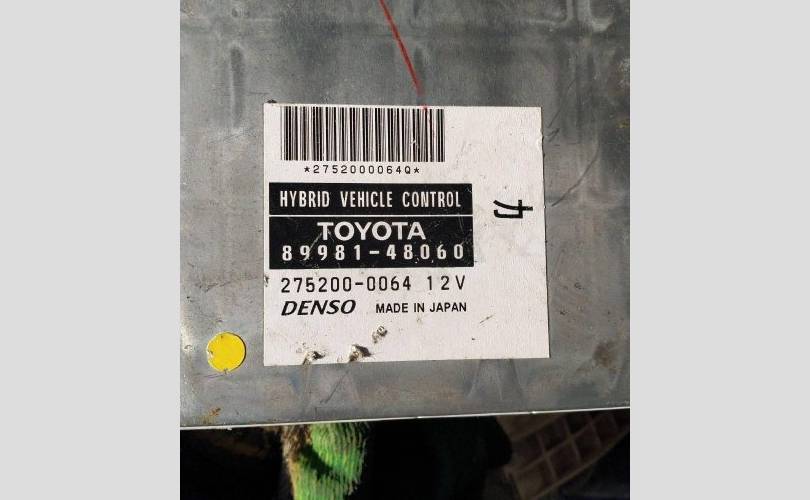 *2752000064Q*
HYBRID VEHICLE CONTROL
TOYOTA
89981-48060
275200-0064 12V
DENSO MADE IN JAPAN
カ